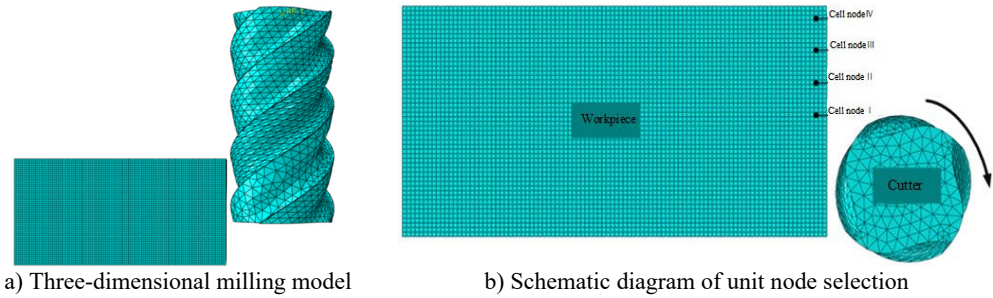 Cell node Ⅳ
Cell node Ⅲ
Cell node Ⅱ
Cell node Ⅰ
Workpiece
Cutter
a) Three-dimensional milling model
b) Schematic diagram of unit node selection